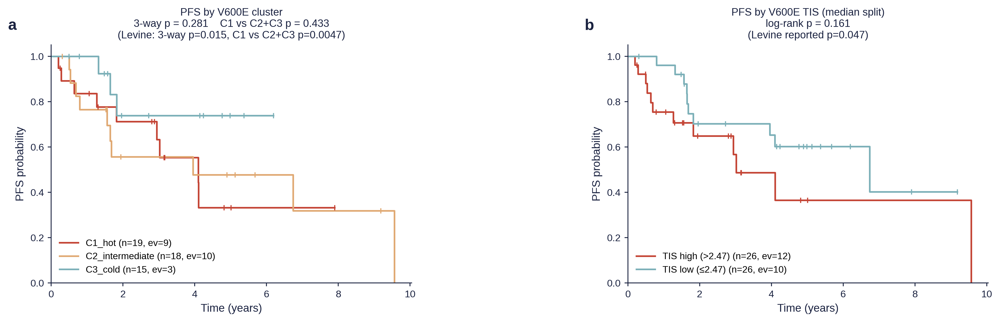 a
PFS by V600E cluster
3-way p = 0.281    C1 vs C2+C3 p = 0.433
(Levine: 3-way p=0.015, C1 vs C2+C3 p=0.0047)
PFS probability
1.0
0.8
0.6
0.4
0.2
0.0
C1_hot (n=19, ev=9)
C2_intermediate (n=18, ev=10)
C3_cold (n=15, ev=3)
0 2 4 6 8 10
Time (years)
b
PFS by V600E TIS (median split)
log-rank p = 0.161
(Levine reported p=0.047)
PFS probability
1.0
0.8
0.6
0.4
0.2
0.0
TIS high (>2.47) (n=26, ev=12)
TIS low (≤2.47) (n=26, ev=10)
0 2 4 6 8 10
Time (years)